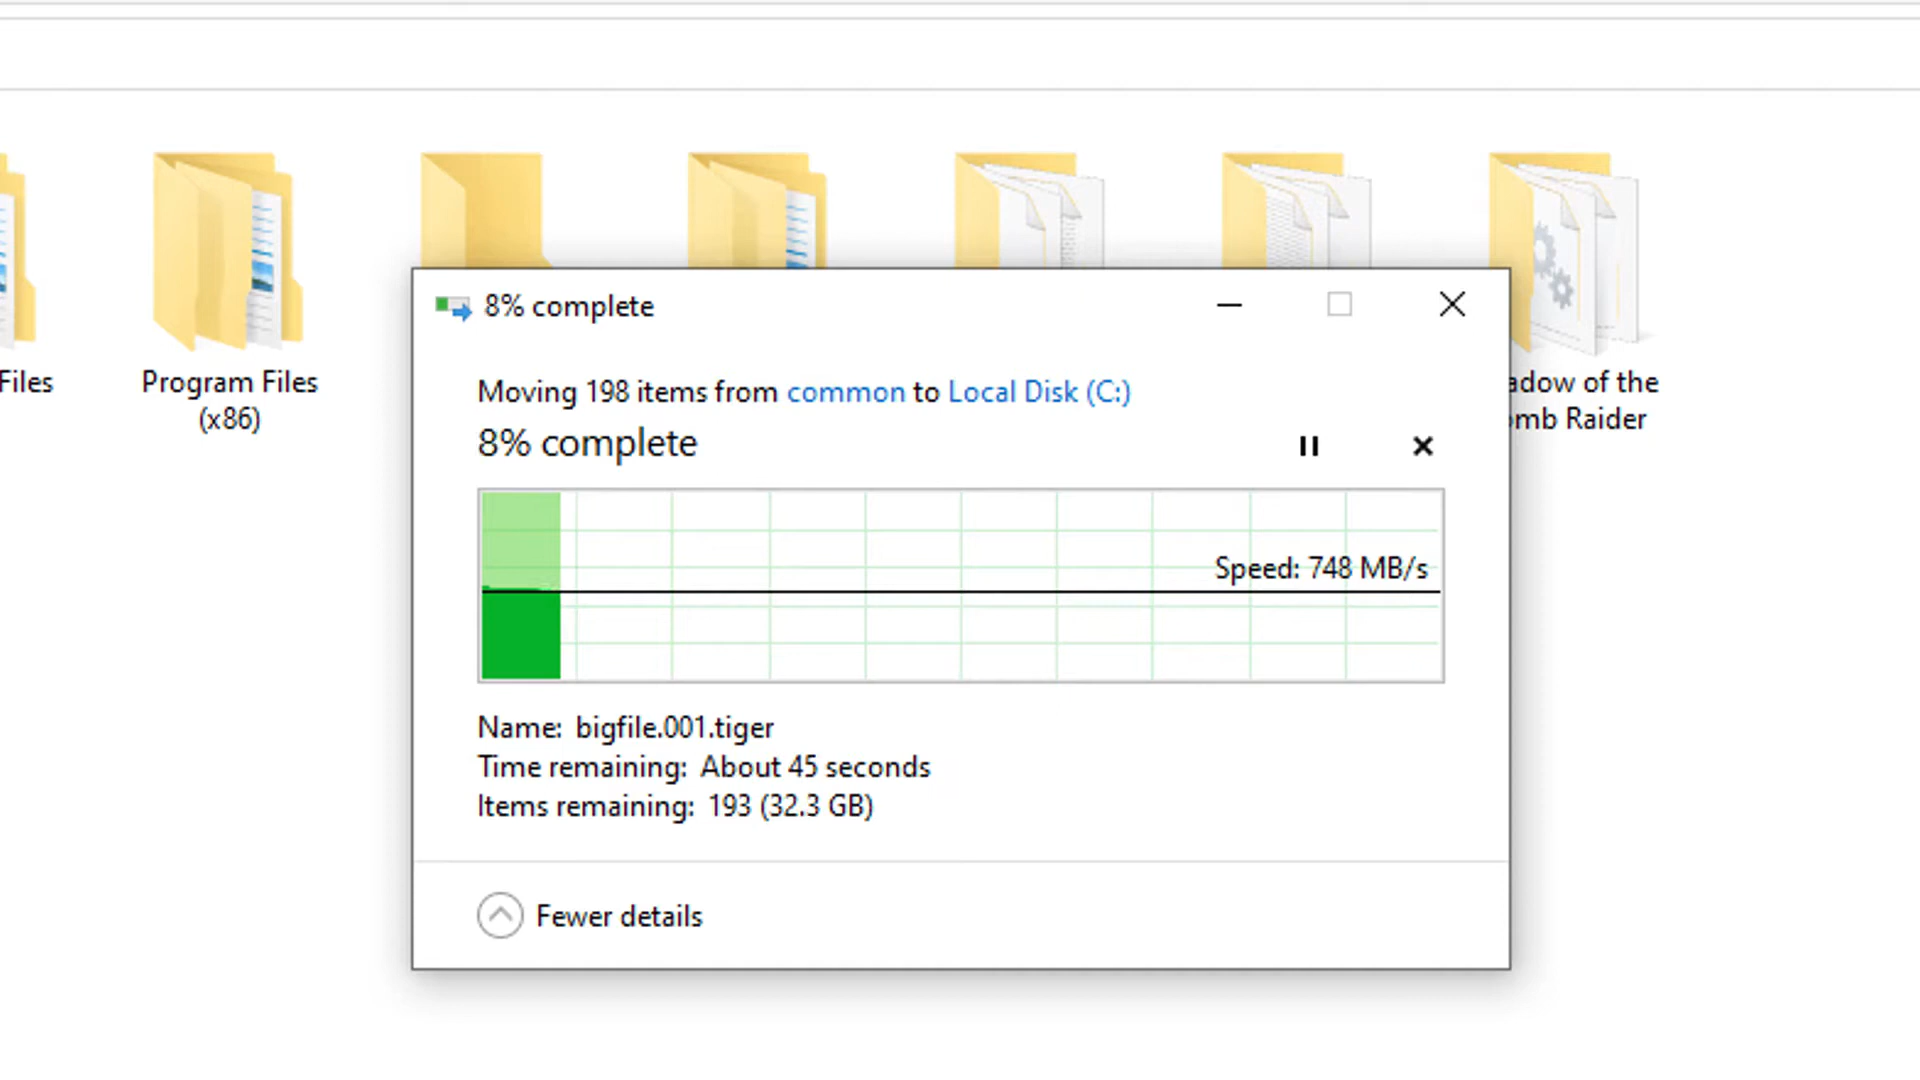 Files
Program Files
(x86)
adow of the
omb Raider
8% complete
Moving 198 items from common to Local Disk (C:)
8% complete
Speed: 748 MB/s
Name: bigfile.001.tiger
Time remaining: About 45 seconds
Items remaining: 193 (32.3 GB)
Fewer details